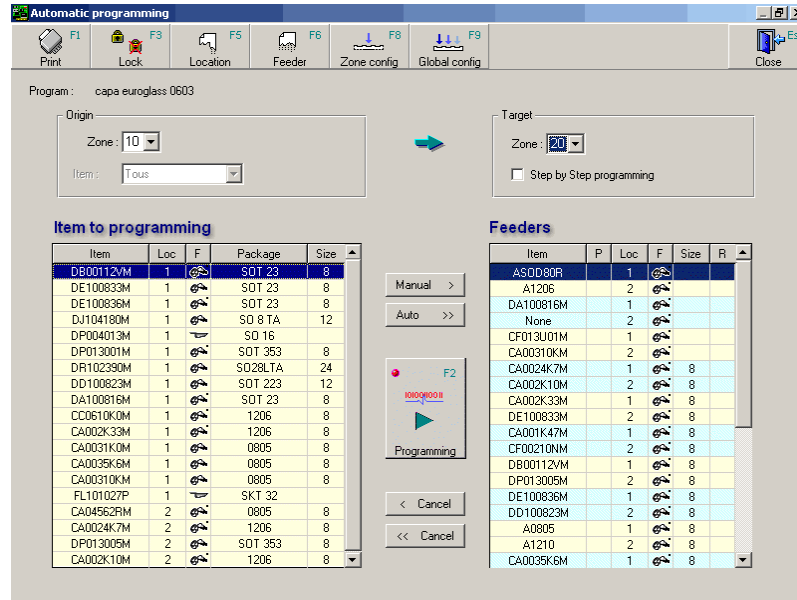 Automatic programming
F1 F3 F5 F6 F8 F9 Es
Print Lock Location Feeder Zone config Global config Close
Program : capa euroglass 0603
Origin
Zone : 10
Item : Tous
Target
Zone : 20
Step by Step programming
Item to programming
Item Loc F Package Size
DB00112VM 1 SOT 23 8
DE100833M 1 SOT 23 8
DE100836M 1 SOT 23 8
DJ104180M 1 SO 8 TA 12
DP004013M 1 SO 16
DP013001M 1 SOT 353 8
DR102390M 1 SO28LTA 24
DD100823M 1 SOT 223 12
DA100816M 1 SOT 23 8
CC0610K0M 1 1206 8
CA002K33M 1 1206 8
CA0031K0M 1 0805 8
CA0035K6M 1 0805 8
CA00310KM 1 0805 8
FL101027P 1 SKT 32
CA04562RM 2 0805 8
CA0024K7M 2 1206 8
DP013005M 2 SOT 353 8
CA002K10M 2 1206 8
Manual >
Auto >>
F2
Programming
< Cancel
<< Cancel
Feeders
Item P Loc F Size R
ASOD80R 1
A1206 2
DA100816M 1
None 2
CF013U01M 1
CA00310KM 2
CA0024K7M 1 8
CA002K10M 2 8
CA002K33M 1 8
DE100833M 2 8
CA001K47M 1 8
CF00210NM 2 8
DB00112VM 1 8
DP013005M 2 8
DE100836M 1 8
DD100823M 2 8
A0805 1 8
A1210 2 8
CA0035K6M 1 8